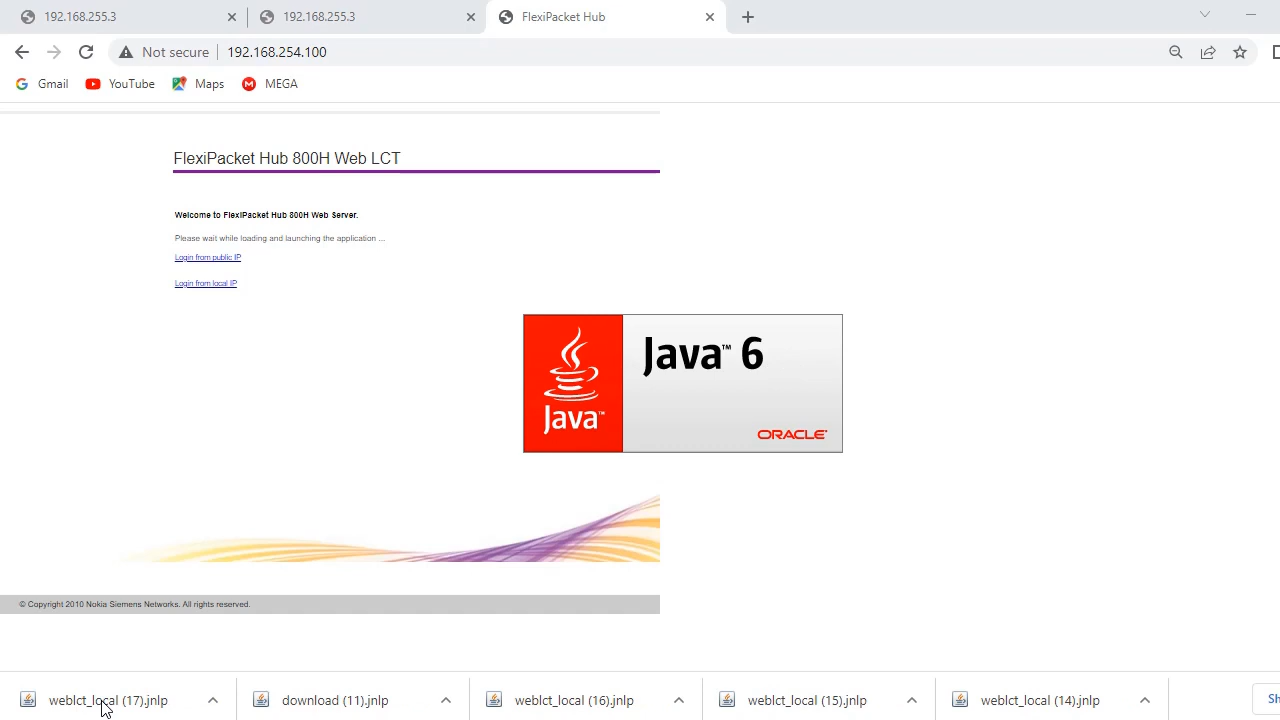 192.168.255.3
192.168.255.3
FlexiPacket Hub
Not secure
192.168.254.100
Gmail
YouTube
Maps
MEGA
FlexiPacket Hub 800H Web LCT
Welcome to FlexiPacket Hub 800H Web Server.
Please wait while loading and launching the application ...
Login from public IP
Login from local IP
Java™ 6
Java™
ORACLE
© Copyright 2010 Nokia Siemens Networks. All rights reserved.
weblct_local (17).jnlp
download (11).jnlp
weblct_local (16).jnlp
weblct_local (15).jnlp
weblct_local (14).jnlp